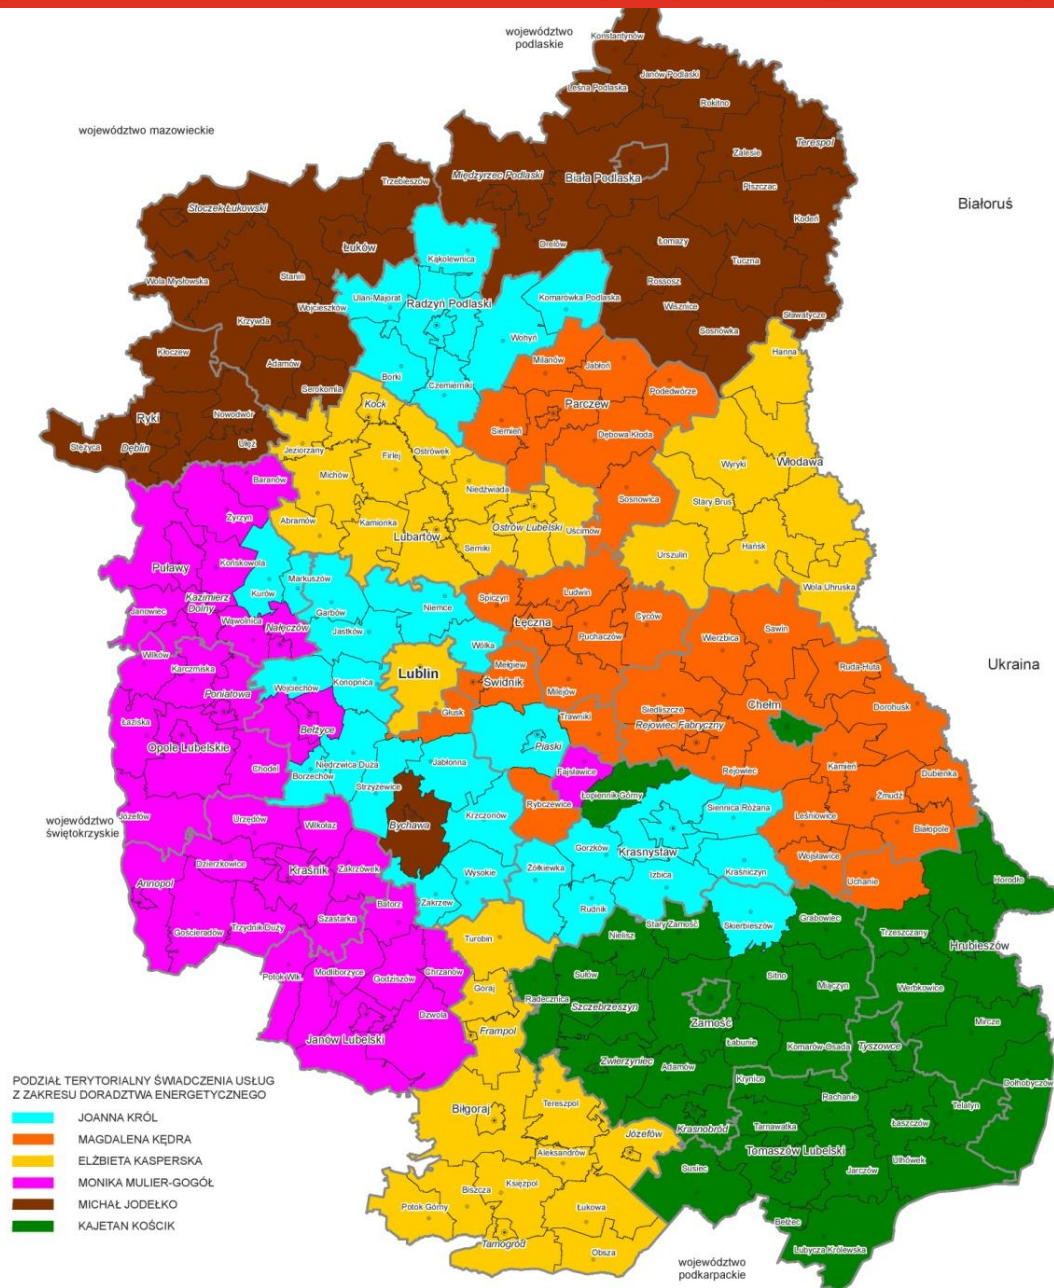 województwo
podlaskie
Konstantynów
Janów Podlaski
Leśna Podlaska
Rokitno
województwo mazowieckie
Terespol
Zalesie
Międzyrzec Podlaski
Biała Podlaska
Trzebieszów
Piszczac
Białoruś
Stoczek Łukowski
Kodeń
Łuków
Drelów
Łomazy
Kąkolewnica
Tuczna
Stanin
Wola Mysłowska
Rossosz
Ulan-Majorat
Komarówka Podlaska
Radzyń Podlaski
Wojcieszków
Wisznice
Sławatycze
Krzywda
Sosnówka
Wohyń
Kłoczew
Hanna
Adamów
Milanów
Jabłoń
Borki
Czemierniki
Podedwórze
Serokomla
Kock
Parczew
Nowodwór
Ryki
Siemień
Dębowa Kłoda
Stężyca
Dęblin
Ułęż
Jeziorzany
Firlej
Ostrówek
Wyryki
Włodawa
Michów
Baranów
Niedźwiada
Sosnowica
Stary Brus
Żyrzyn
Abramów
Kamionka
Ostrów Lubelski
Lubartów
Uścimów
Serniki
Hańsk
Urszulin
Puławy
Końskowola
Markuszów
Wola Uhruska
Kurów
Ludwin
Kazimierz
Dolny
Spiczyn
Niemce
Janowiec
Garbów
Cyców
Łęczna
Wąwolnica
Nałęczów
Jastków
Puchaczów
Sawin
Wierzbica
Wólka
Wilków
Karczmiska
Mełgiew
Ruda-Huta
Ukraina
Lublin
Świdnik
Poniatowa
Wojciechów
Konopnica
Milejów
Siedliszcze
Chełm
Dorohusk
Głusk
Trawniki
Rejowiec Fabryczny
Łaziska
Bełżyce
Opole Lubelskie
Piaski
Niedrzwica Duża
Jabłonna
Chodel
Borzechów
Fajsławice
Rejowiec
Kamień
Dubienka
Strzyżewice
Łopiennik Górny
Żmudź
Rybczewice
Siennica Różana
Józefów
województwo
świętokrzyskie
Urzędów
Wilkołaz
Bychawa
Krzczonów
Leśniowice
Białopole
Gorzków
Krasnystaw
Dzierzkowice
Kraśnik
Zakrzówek
Wysokie
Żółkiewka
Izbica
Kraśniczyn
Wojsławice
Annopol
Uchanie
Horodło
Batorz
Zakrzew
Rudnik
Szastarka
Stary Zamość
Grabowiec
Gościeradów
Trzydnik Duży
Skierbieszów
Nielisz
Trzeszczany
Turobin
Hrubieszów
Potok Wlk.
Modliborzyce
Godziszów
Chrzanów
Sułów
Sitno
Goraj
Radecznica
Szczebrzeszyn
Miączyn
Werbkowice
Dzwola
Zamość
Mircze
Frampol
Janów Lubelski
Łabunie
Komarów-Osada
Tyszowce
Zwierzyniec
Adamów
Krynice
Dołhobyczów
PODZIAŁ TERYTORIALNY ŚWIADCZENIA USŁUG
Z ZAKRESU DORADZTWA ENERGETYCZNEGO
Rachanie
Telatyn
Biłgoraj
Tereszpol
JOANNA KRÓL
Tarnawatka
Łaszczów
Józefów
Krasnobród
MAGDALENA KĘDRA
Aleksandrów
Tomaszów Lubelski
Ulhówek
ELŻBIETA KASPERSKA
Susiec
Jarczów
Księżpol
MONIKA MULIER-GOGÓŁ
Biszcza
Potok Górny
Łukowa
MICHAŁ JODEŁKO
Bełżec
KAJETAN KOŚCIK
Tarnogród
Obsza
Lubycza Królewska
województwo
podkarpackie